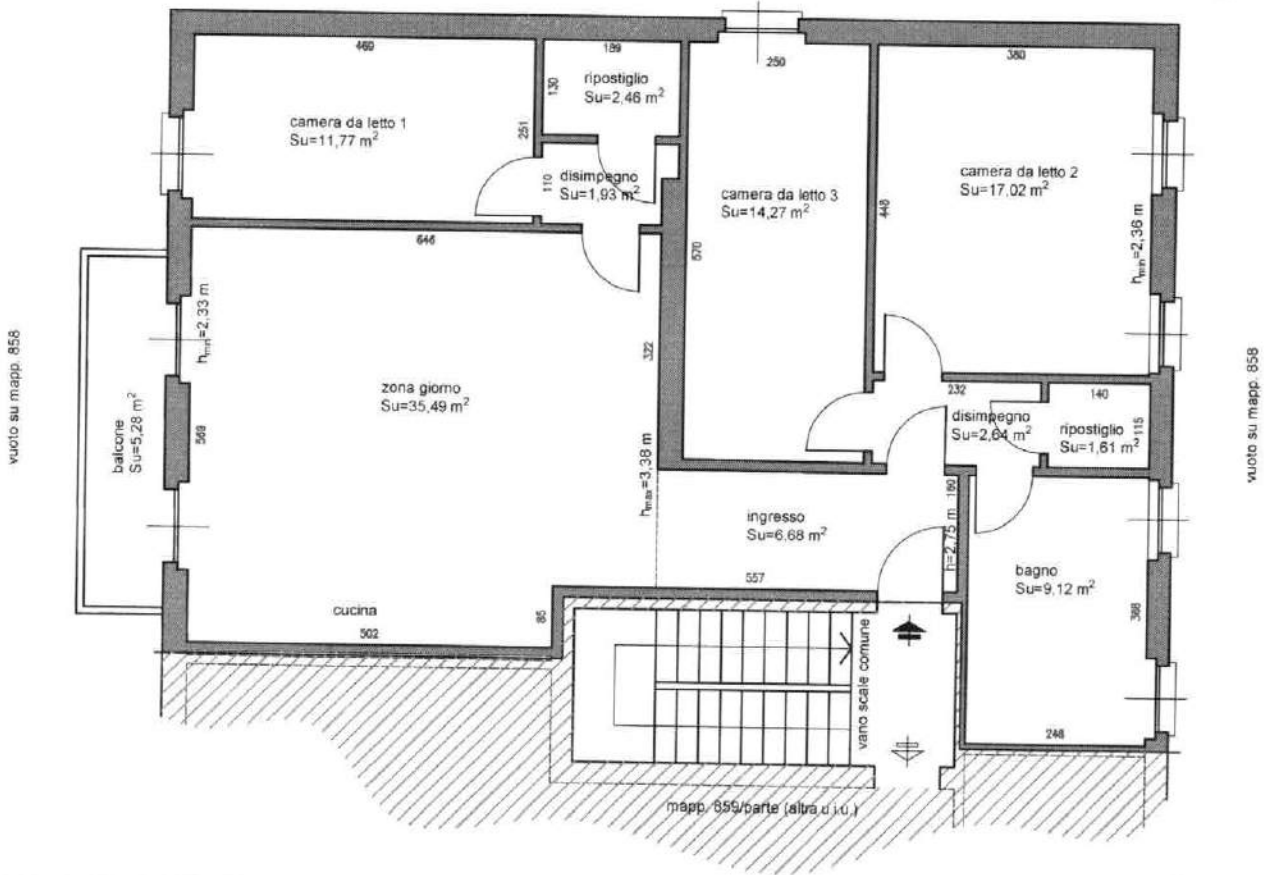 469
189
250
380
130
ripostiglio
Su=2,46 m²
camera da letto 1
Su=11,77 m²
251
disimpegno
Su=1,93 m²
110
camera da letto 3
Su=14,27 m²
camera da letto 2
Su=17,02 m²
448
570
646
hmin=2,33 m
hmin=2,36 m
vuoto su mapp. 858
balcone
Su=5,28 m²
569
zona giorno
Su=35,49 m²
322
hmax=3,38 m
232
disimpegno
Su=2,64 m²
140
ripostiglio
Su=1,61 m²
115
vuoto su mapp. 858
ingresso
Su=6,68 m²
h=2,75 m
557
bagno
Su=9,12 m²
368
cucina
502
85
vano scale comune
248
mapp. 859/parte (altra u.i.u.)